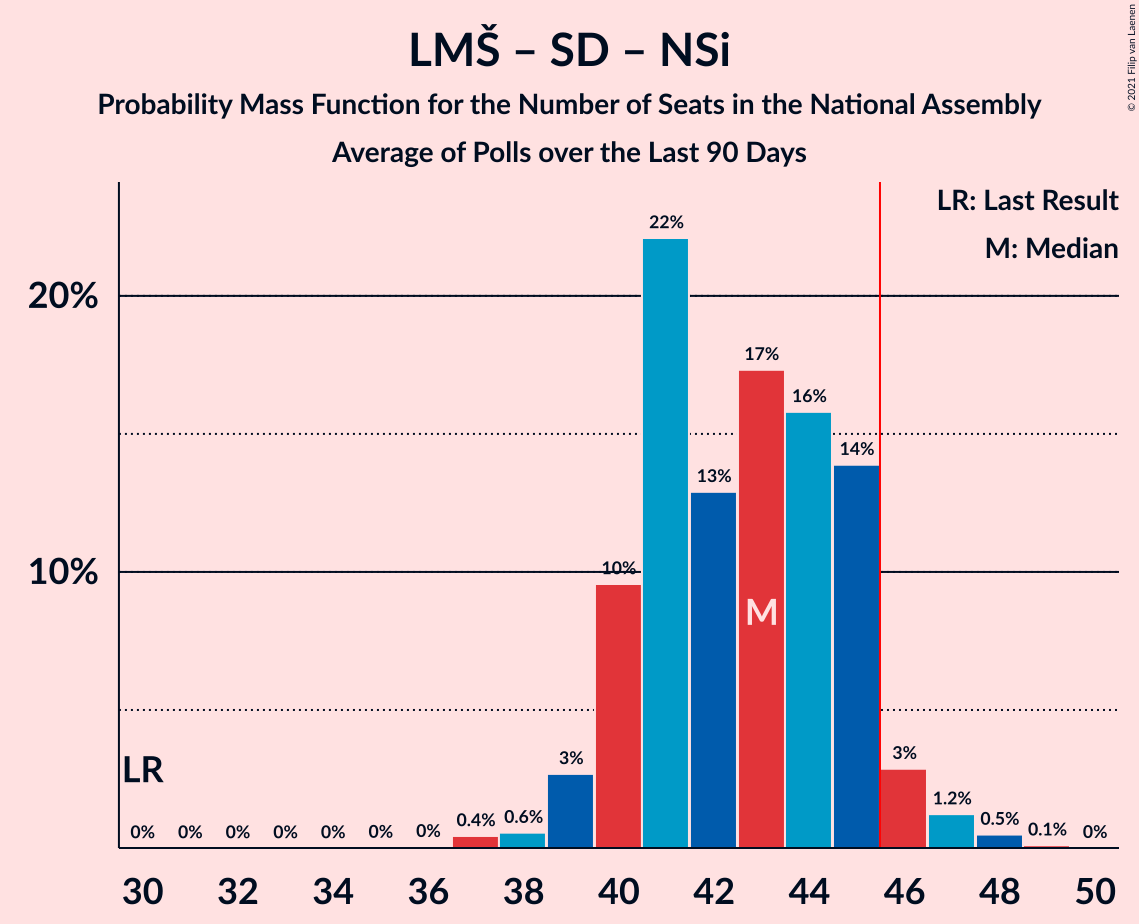 LMŠ – SD – NSi
Probability Mass Function for the Number of Seats in the National Assembly
Average of Polls over the Last 90 Days
© 2021 Filip van Laenen
LR: Last Result
M: Median
20%
10%
LR
M
0% 0% 0% 0% 0% 0% 0% 0.4% 0.6% 3% 10% 22% 13% 17% 16% 14% 3% 1.2% 0.5% 0.1% 0%
30 32 34 36 38 40 42 44 46 48 50